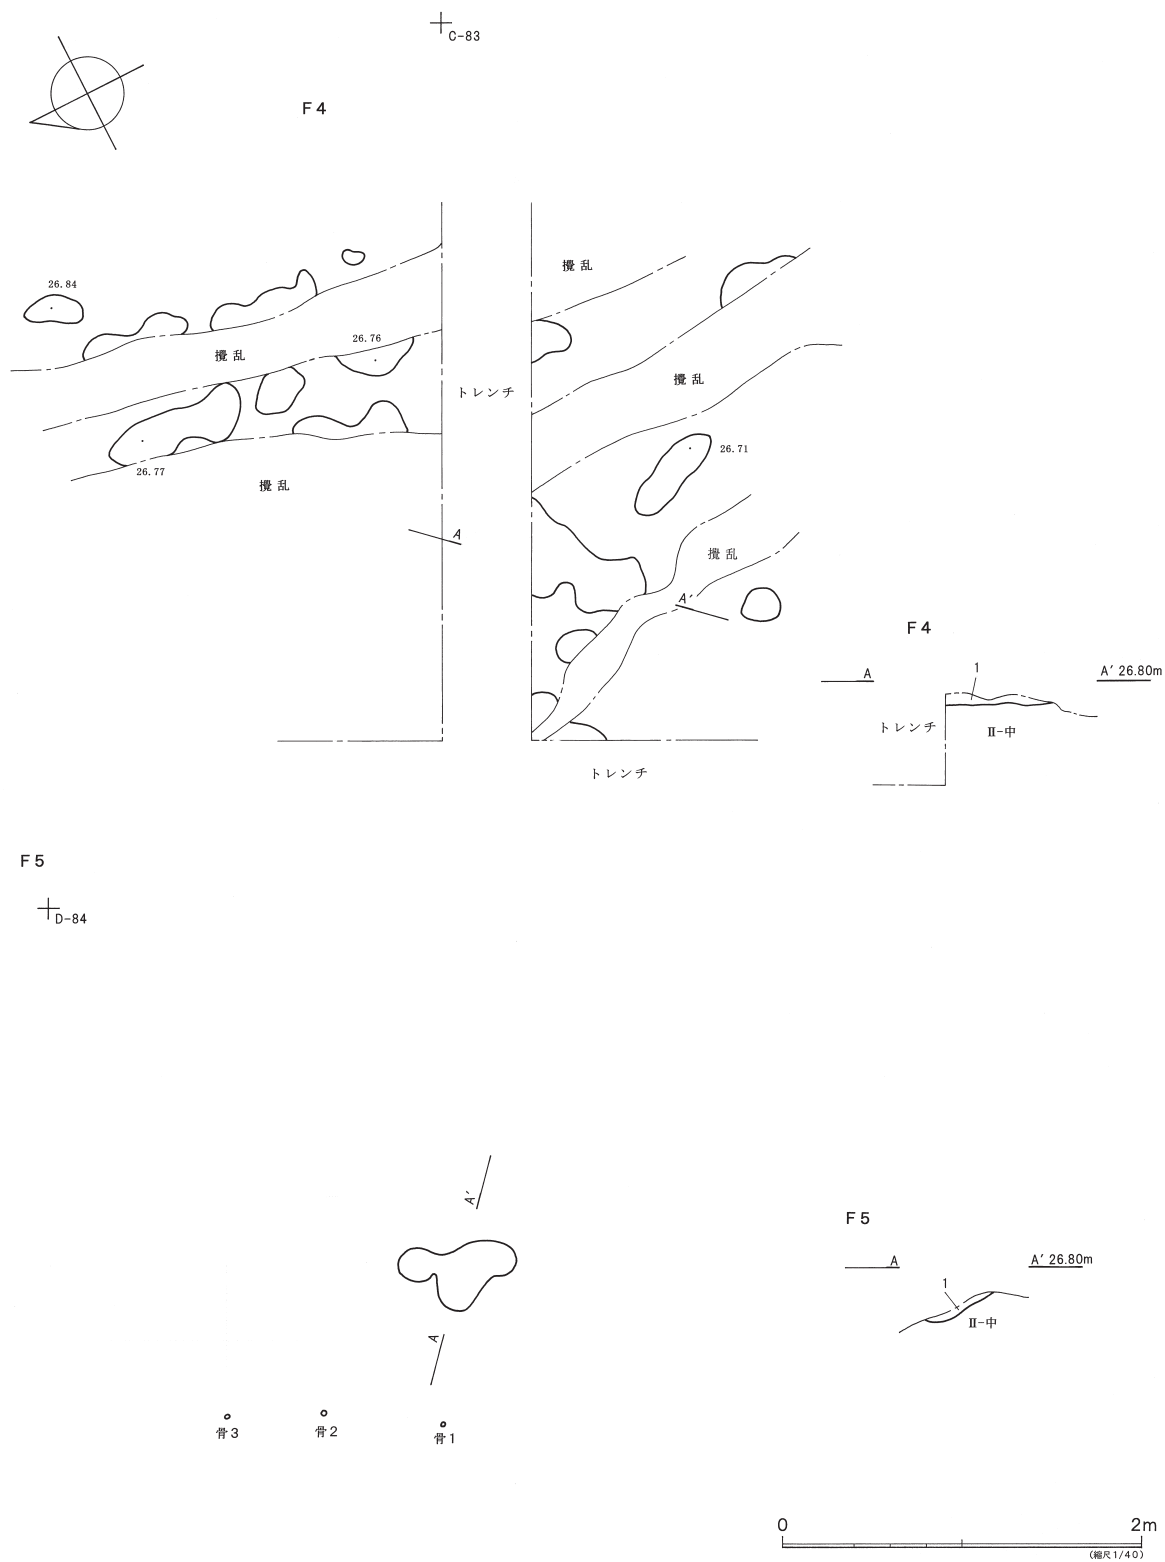 C-83
F4
攪乱
26.84
26.76
攪乱
攪乱
トレンチ
26.71
26.77
攪乱
A
攪乱
A'
F4
1
A
A' 26.80m
トレンチ
Ⅱ-中
トレンチ
F5
D-84
A'
F5
A
A' 26.80m
1
Ⅱ-中
A
骨3
骨2
骨1
0
2m
(縮尺1/40)